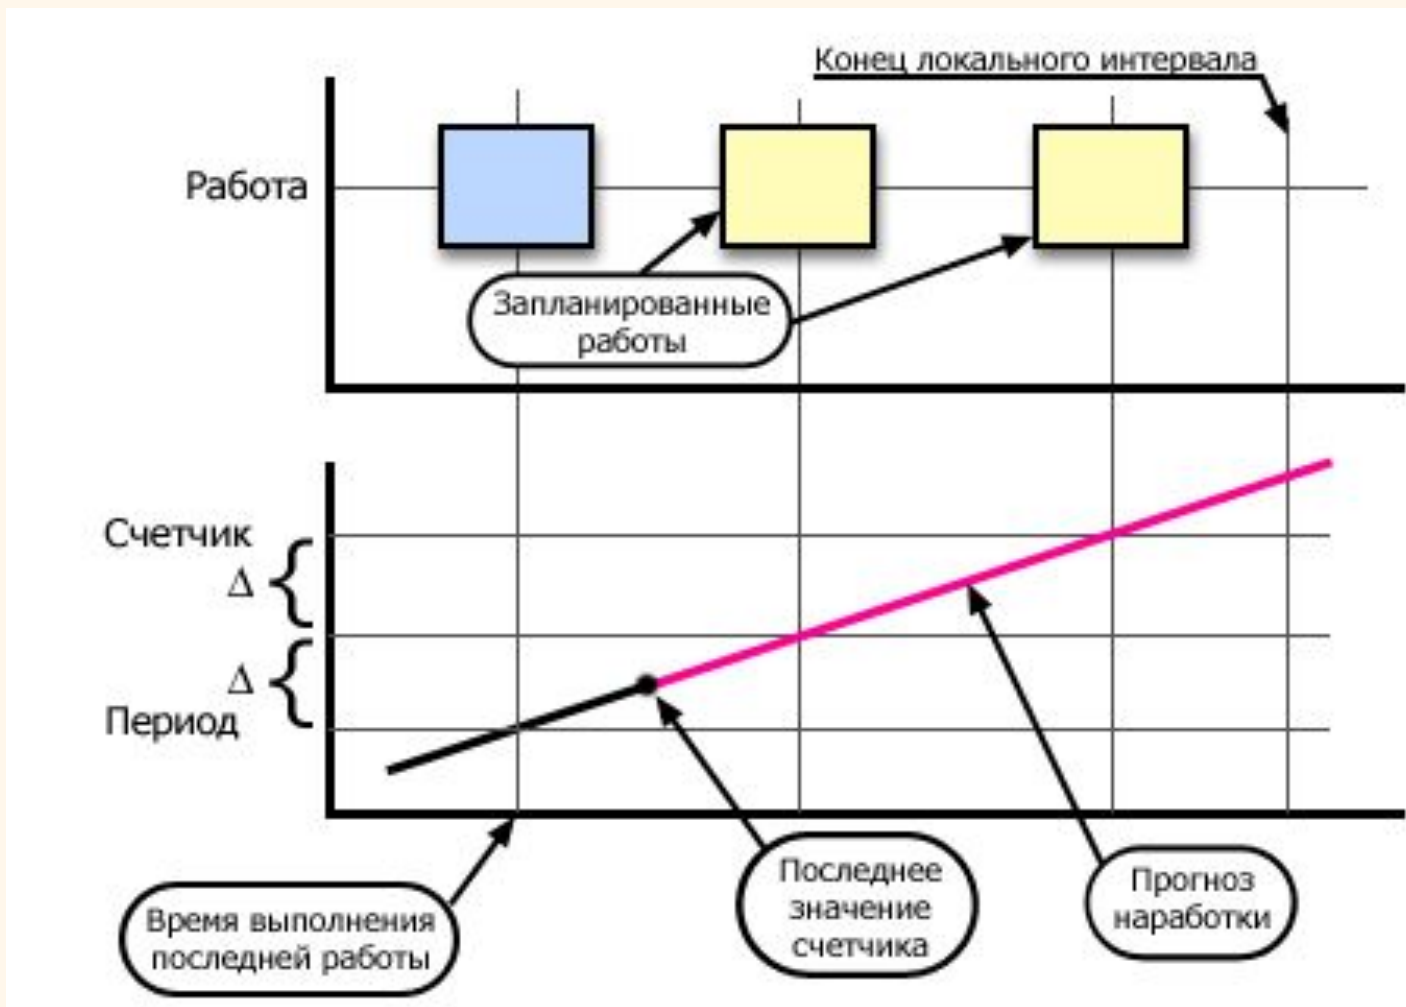 Конец локального интервала
Работа
Запланированные
работы
Счетчик
Δ
Δ
Период
Время выполнения
последней работы
Последнее
значение
счетчика
Прогноз
наработки